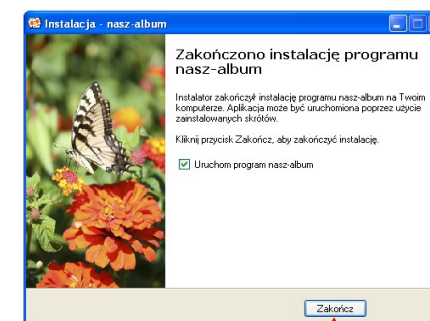 Instalacja - nasz-album
Zakończono instalację programu
nasz-album
Instalator zakończył instalację programu nasz-album na Twoim
komputerze. Aplikacja może być uruchomiona poprzez użycie
zainstalowanych skrótów.
Kliknij przycisk Zakończ, aby zakończyć instalację.
Uruchom program nasz-album
Zakończ